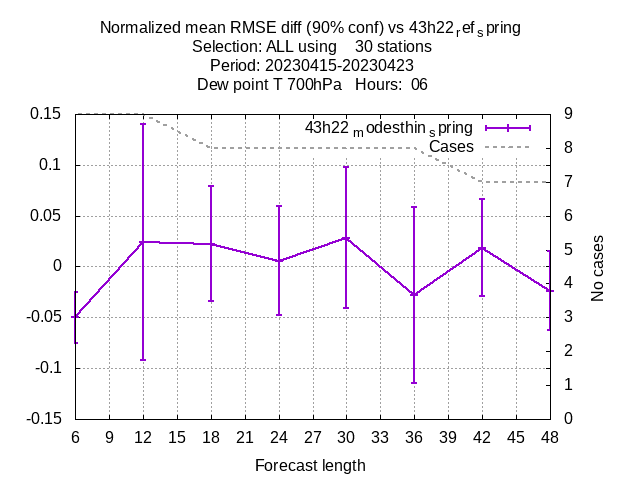 Normalized mean RMSE diff (90% conf) vs 43h22ref spring
Selection: ALL using    30 stations
Period: 20230415-20230423
Dew point T 700hPa   Hours:  06
43h22modesthinspring
Cases
0.15
0.1
0.05
0
-0.05
-0.1
-0.15
9
8
7
6
5
4
3
2
1
0
No cases
6 9 12 15 18 21 24 27 30 33 36 39 42 45 48
Forecast length